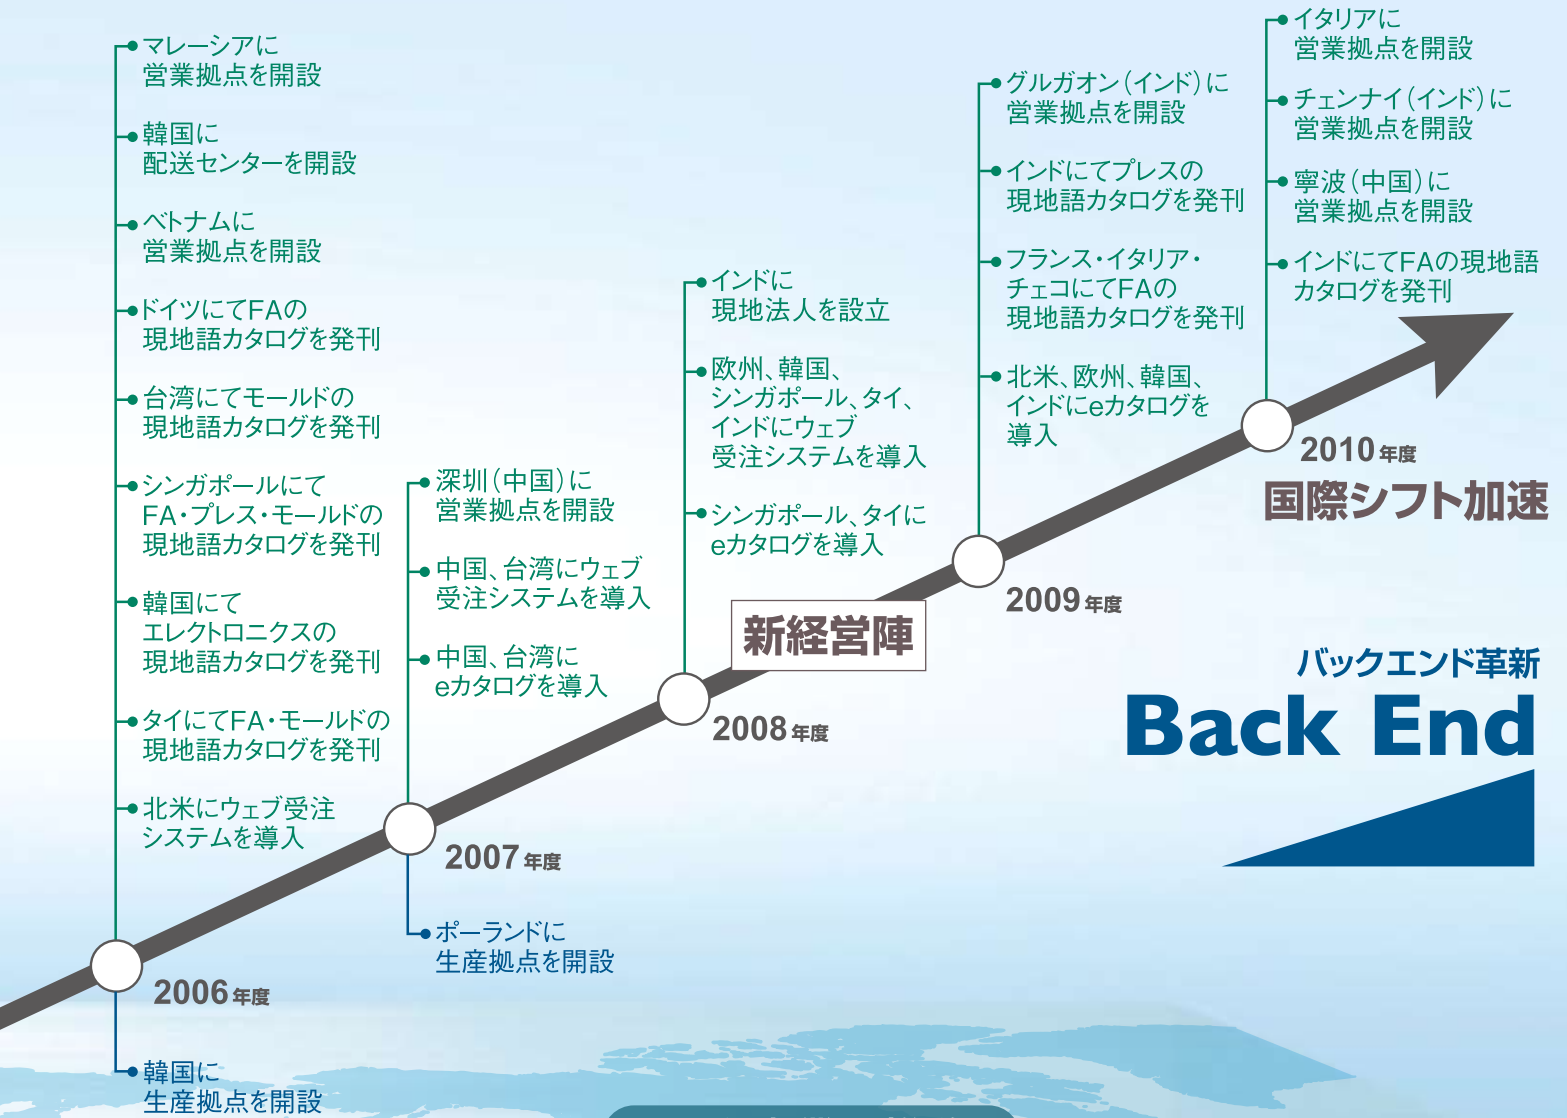 マレーシアに
営業拠点を開設
韓国に
配送センターを開設
ベトナムに
営業拠点を開設
ドイツにてFAの
現地語カタログを発刊
台湾にてモールドの
現地語カタログを発刊
シンガポールにて
FA・プレス・モールドの
現地語カタログを発刊
韓国にて
エレクトロニクスの
現地語カタログを発刊
タイにてFA・モールドの
現地語カタログを発刊
北米にウェブ受注
システムを導入
2006年度
韓国に
生産拠点を開設
深圳(中国)に
営業拠点を開設
中国、台湾にウェブ
受注システムを導入
中国、台湾に
eカタログを導入
2007年度
ポーランドに
生産拠点を開設
インドに
現地法人を設立
欧州、韓国、
シンガポール、タイ、
インドにウェブ
受注システムを導入
シンガポール、タイに
eカタログを導入
2008年度
新経営陣
グルガオン(インド)に
営業拠点を開設
インドにてプレスの
現地語カタログを発刊
フランス・イタリア・
チェコにてFAの
現地語カタログを発刊
北米、欧州、韓国、
インドにeカタログを
導入
2009年度
イタリアに
営業拠点を開設
チェンナイ(インド)に
営業拠点を開設
寧波(中国)に
営業拠点を開設
インドにてFAの現地語
カタログを発刊
2010年度
国際シフト加速
バックエンド革新
Back End